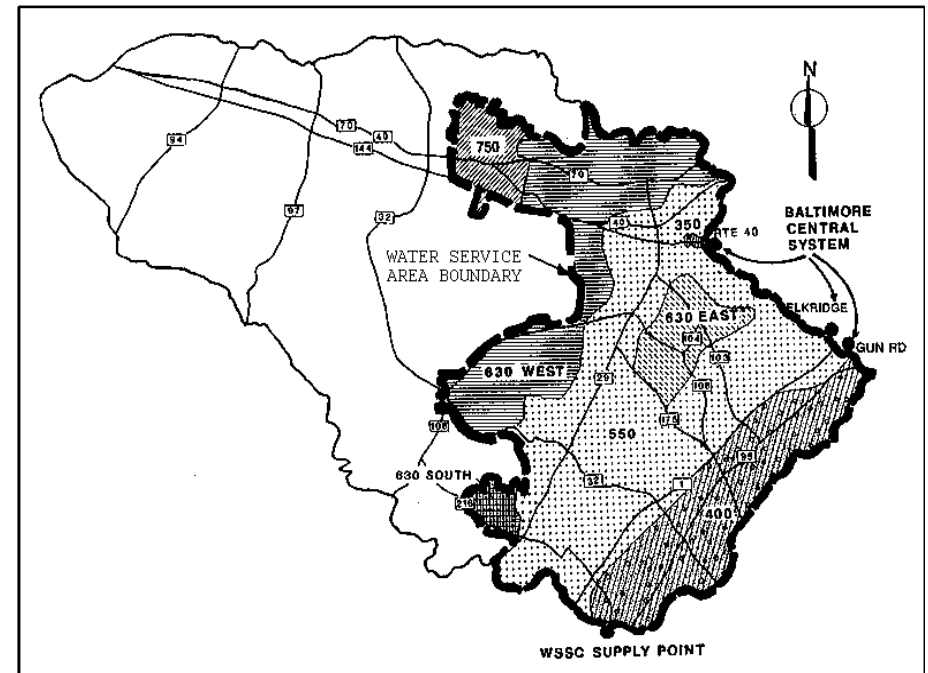 N
94
70
40
144
97
32
750
70
40
350
RTE 40
BALTIMORE
CENTRAL
SYSTEM
WATER SERVICE
AREA BOUNDARY
ELKRIDGE
GUN RD
630 EAST
104
103
630 WEST
29
108
108
175
550
95
32
1
400
630 SOUTH
216
WSSC SUPPLY POINT